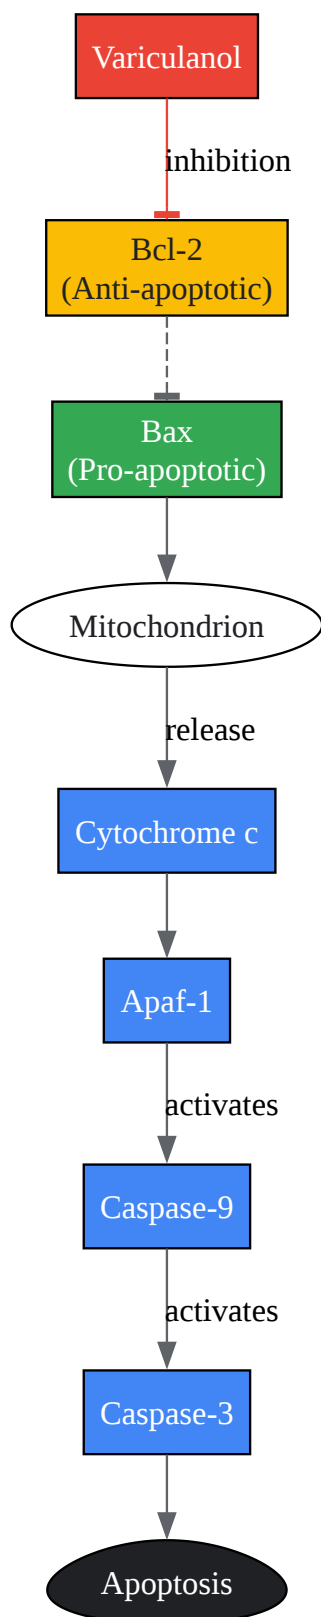 Variculanol
inhibition
Bcl-2
(Anti-apoptotic)
Bax
(Pro-apoptotic)
Mitochondrion
release
Cytochrome c
Apaf-1
activates
Caspase-9
activates
Caspase-3
Apoptosis